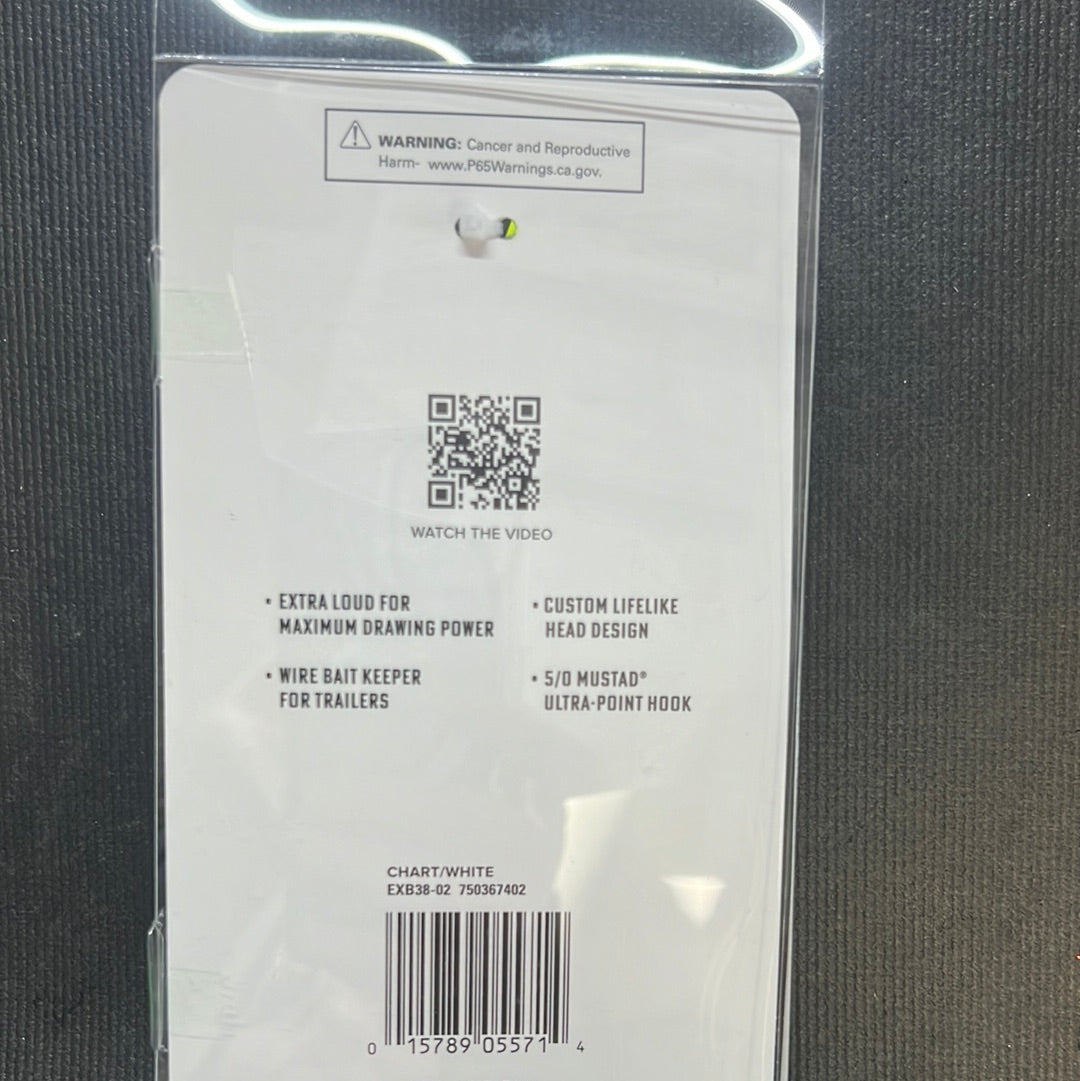 WARNING: Cancer and Reproductive
Harm- www.P65Warnings.ca.gov.
WATCH THE VIDEO
• EXTRA LOUD FOR
MAXIMUM DRAWING POWER
• WIRE BAIT KEEPER
FOR TRAILERS
• CUSTOM LIFELIKE
HEAD DESIGN
• 5/0 MUSTAD®
ULTRA-POINT HOOK
CHART/WHITE
EXB38-02 750367402
0 15789 05571 4